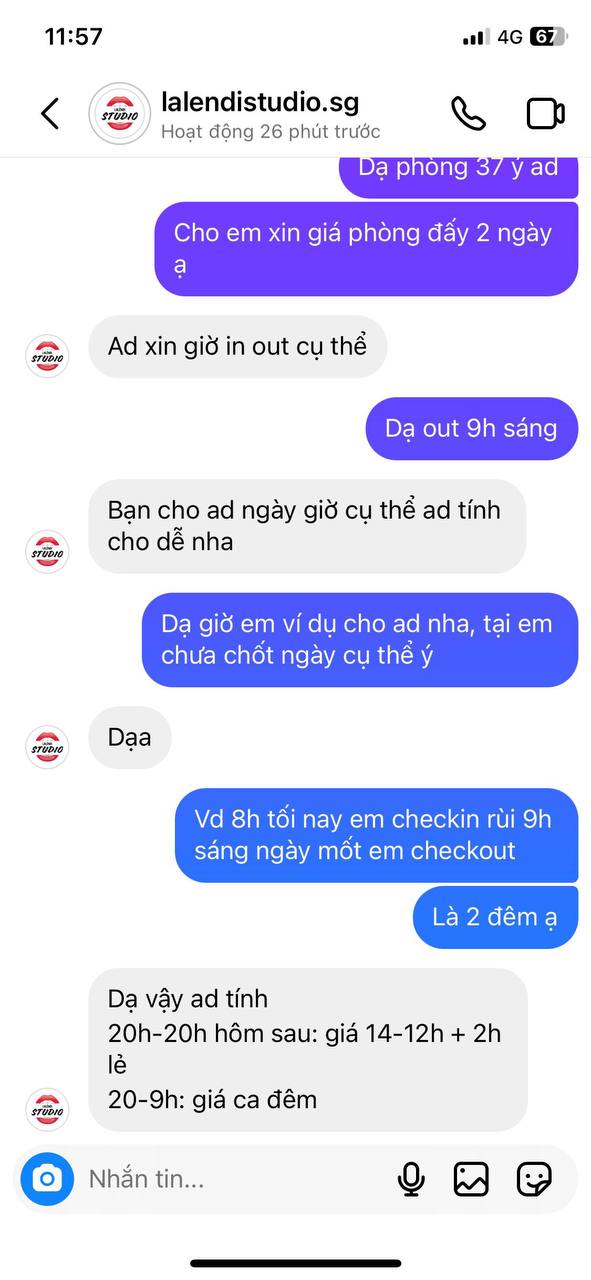 11:57
4G 67
lalendistudio.sg
Hoạt động 26 phút trước
Dạ phòng 37 ý ad
Cho em xin giá phòng đấy 2 ngày
ạ
Ad xin giờ in out cụ thể
STUDIO
Dạ out 9h sáng
Bạn cho ad ngày giờ cụ thể ad tính
cho dễ nha
STUDIO
Dạ giờ em ví dụ cho ad nha, tại em
chưa chốt ngày cụ thể ý
Dạa
STUDIO
Vd 8h tối nay em checkin rùi 9h
sáng ngày mốt em checkout
Là 2 đêm ạ
Dạ vậy ad tính
20h-20h hôm sau: giá 14-12h + 2h
lẻ
20-9h: giá ca đêm
STUDIO
Nhắn tin...